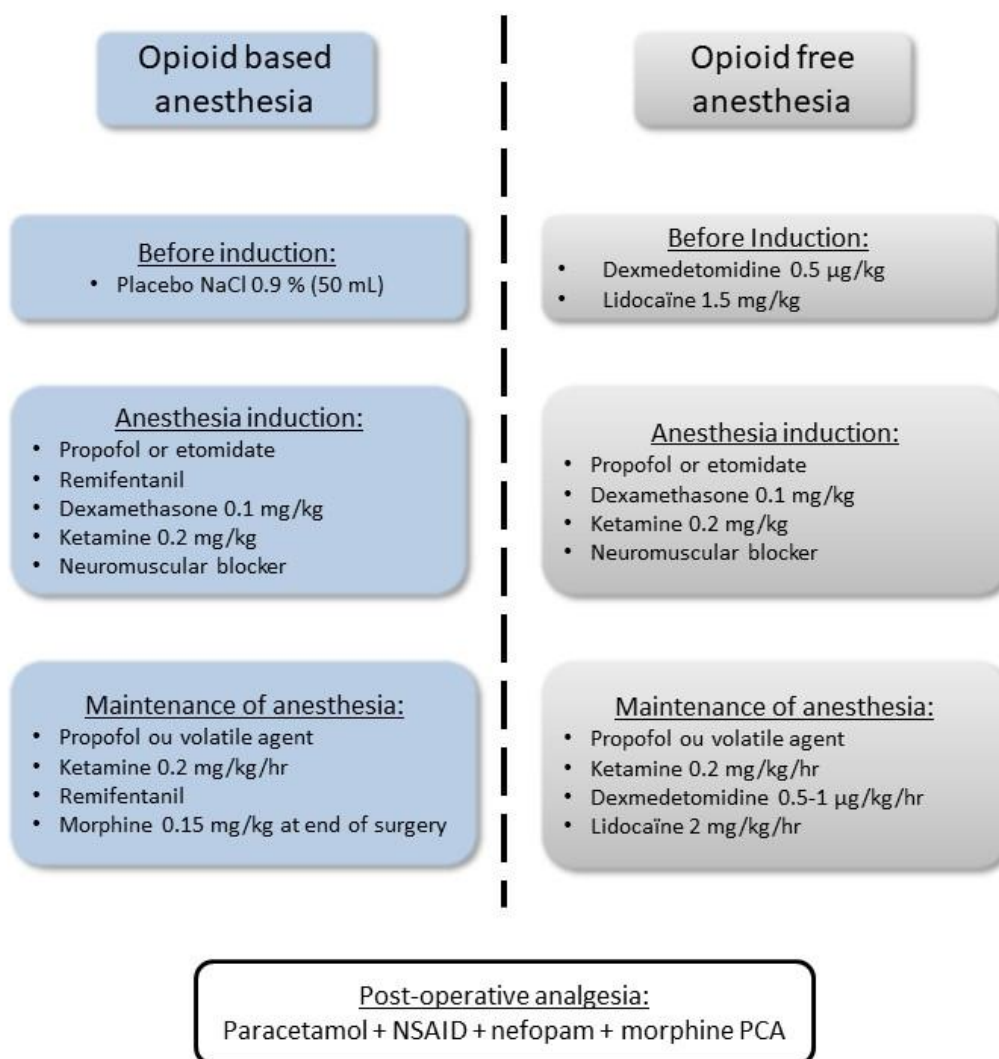 Opioid based
anesthesia
Before induction:
• Placebo NaCl 0.9 % (50 mL)
Anesthesia induction:
• Propofol or etomidate
• Remifentanil
• Dexamethasone 0.1 mg/kg
• Ketamine 0.2 mg/kg
• Neuromuscular blocker
Maintenance of anesthesia:
• Propofol ou volatile agent
• Ketamine 0.2 mg/kg/hr
• Remifentanil
• Morphine 0.15 mg/kg at end of surgery
Opioid free
anesthesia
Before Induction:
• Dexmedetomidine 0.5 µg/kg
• Lidocaïne 1.5 mg/kg
Anesthesia induction:
• Propofol or etomidate
• Dexamethasone 0.1 mg/kg
• Ketamine 0.2 mg/kg
• Neuromuscular blocker
Maintenance of anesthesia:
• Propofol ou volatile agent
• Ketamine 0.2 mg/kg/hr
• Dexmedetomidine 0.5-1 µg/kg/hr
• Lidocaïne 2 mg/kg/hr
Post-operative analgesia:
Paracetamol + NSAID + nefopam + morphine PCA